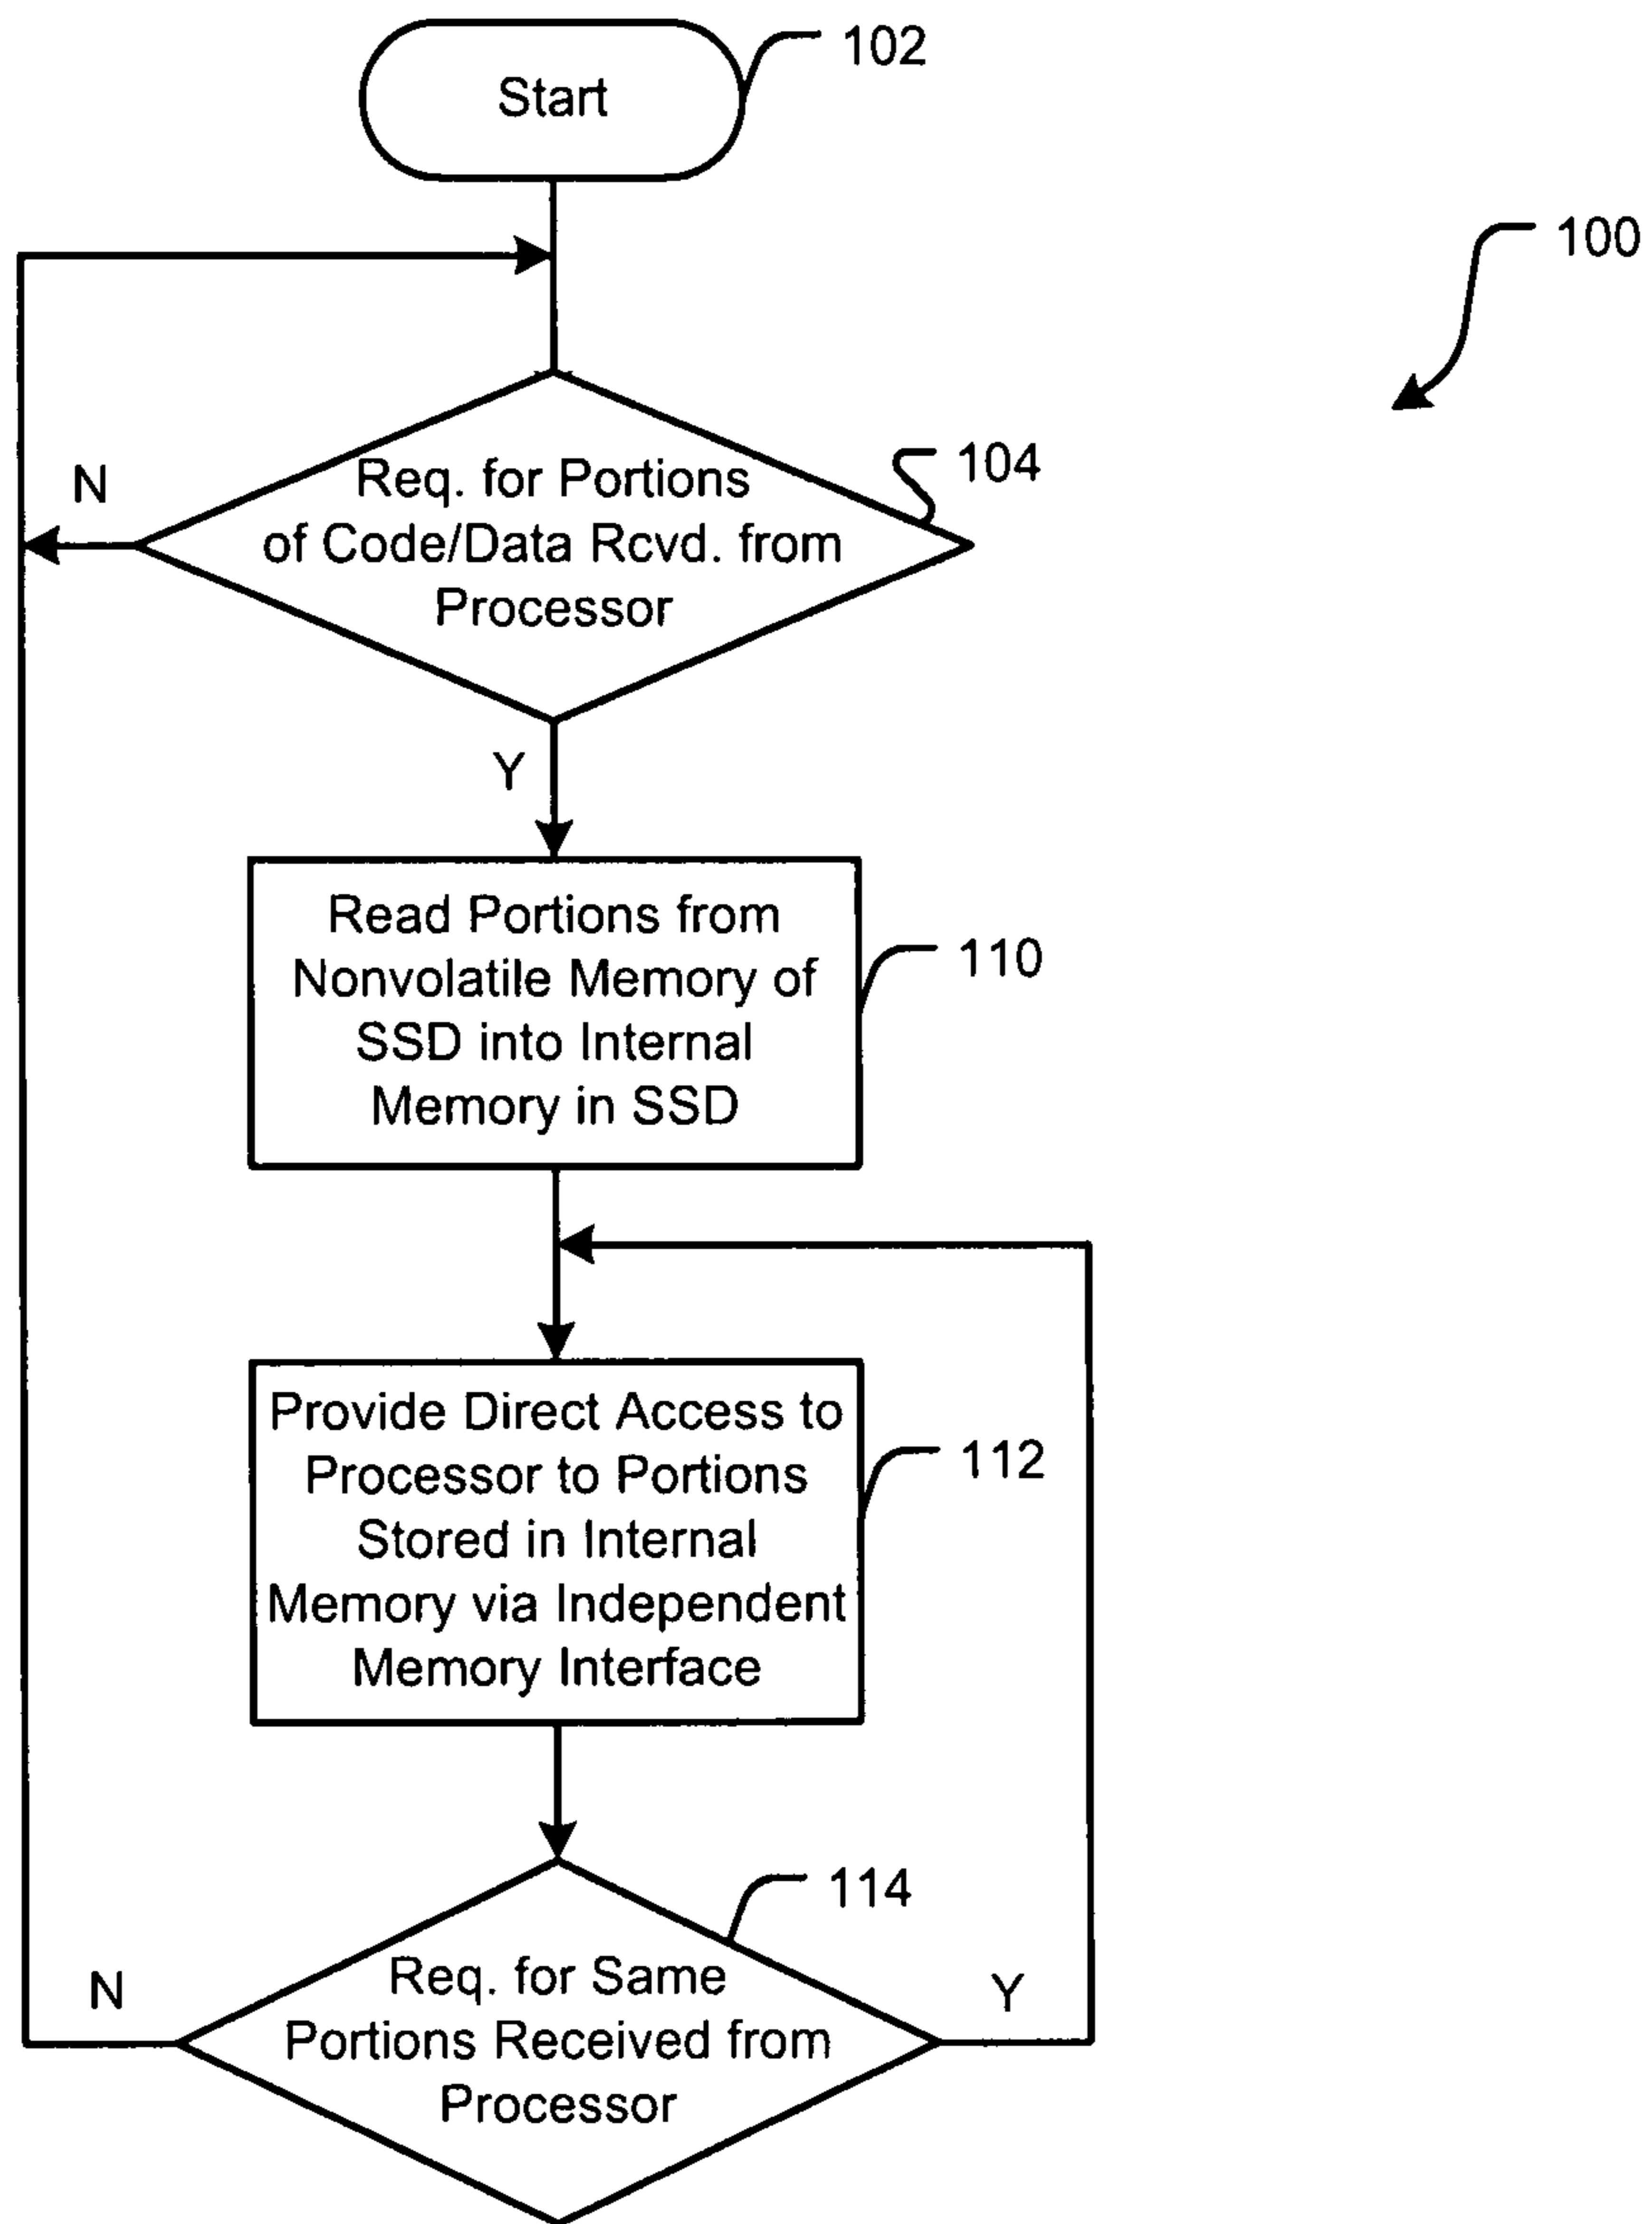 Start
102
100
N
104
Req. for Portions
of Code/Data Rcvd. from
Processor
Y
Read Portions from
Nonvolatile Memory of
SSD into Internal
Memory in SSD
110
Provide Direct Access to
Processor to Portions
Stored in Internal
Memory via Independent
Memory Interface
112
114
N
Req. for Same
Portions Received from
Processor
Y